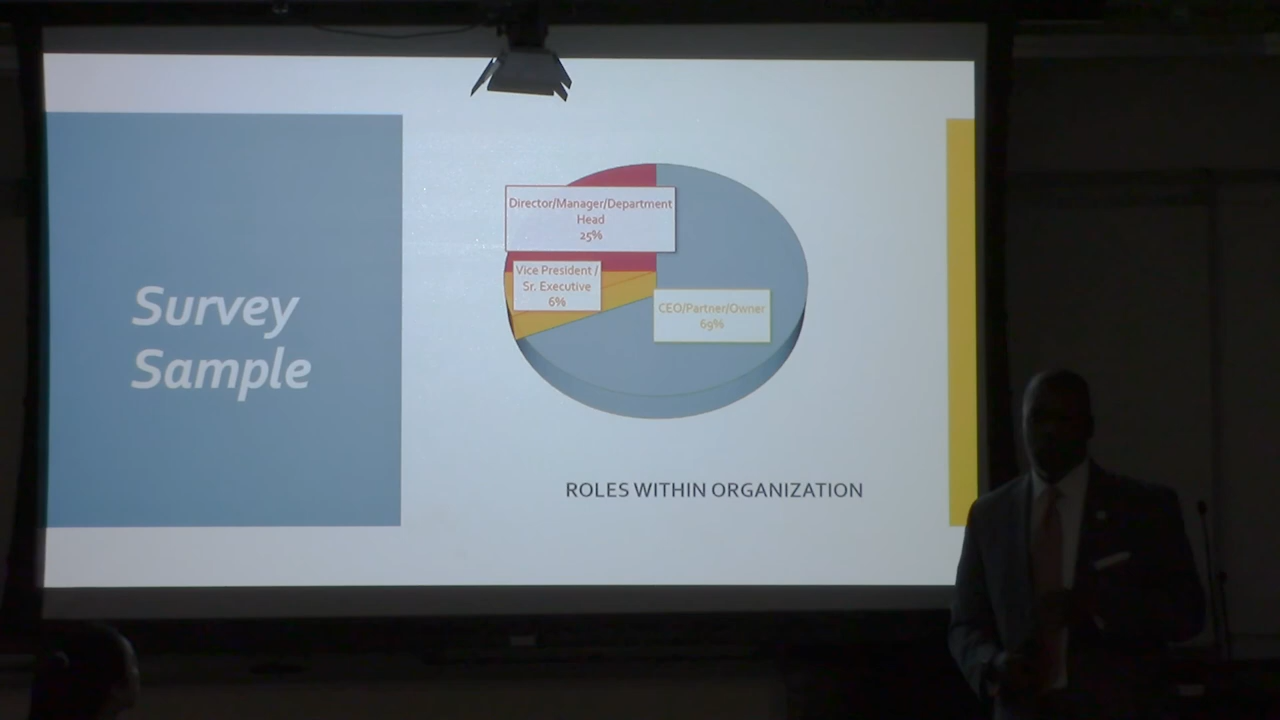 Survey
Sample
Director/Manager/Department
Head
25%
Vice President /
Sr. Executive
6%
CEO/Partner/Owner
69%
ROLES WITHIN ORGANIZATION